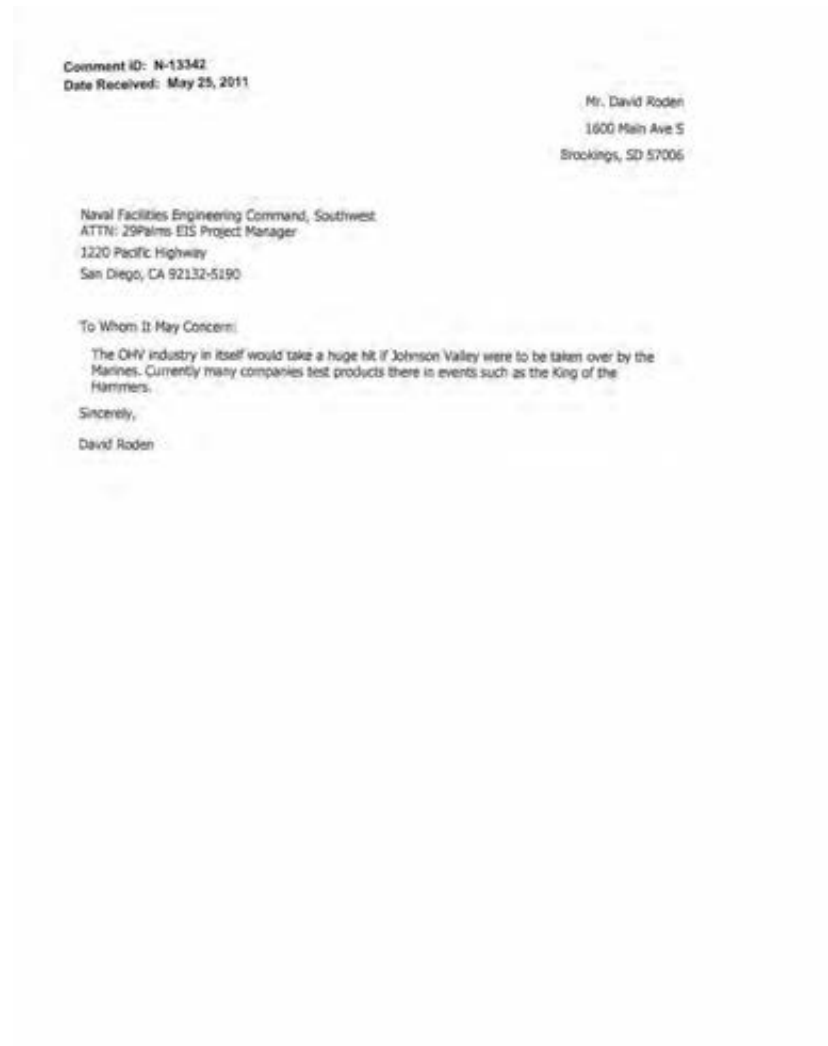 Comment ID: N-13342
Date Received: May 25, 2011
Mr. David Roden
1600 Main Ave S
Brookings, SD 57006
Naval Facilities Engineering Command, Southwest
ATTN: 29Palms EIS Project Manager
1220 Pacific Highway
San Diego, CA 92132-5190
To Whom It May Concern:
The OHV industry in itself would take a huge hit if Johnson Valley were to be taken over by the
Marines. Currently many companies test products there in events such as the King of the
Hammers.
Sincerely,
David Roden